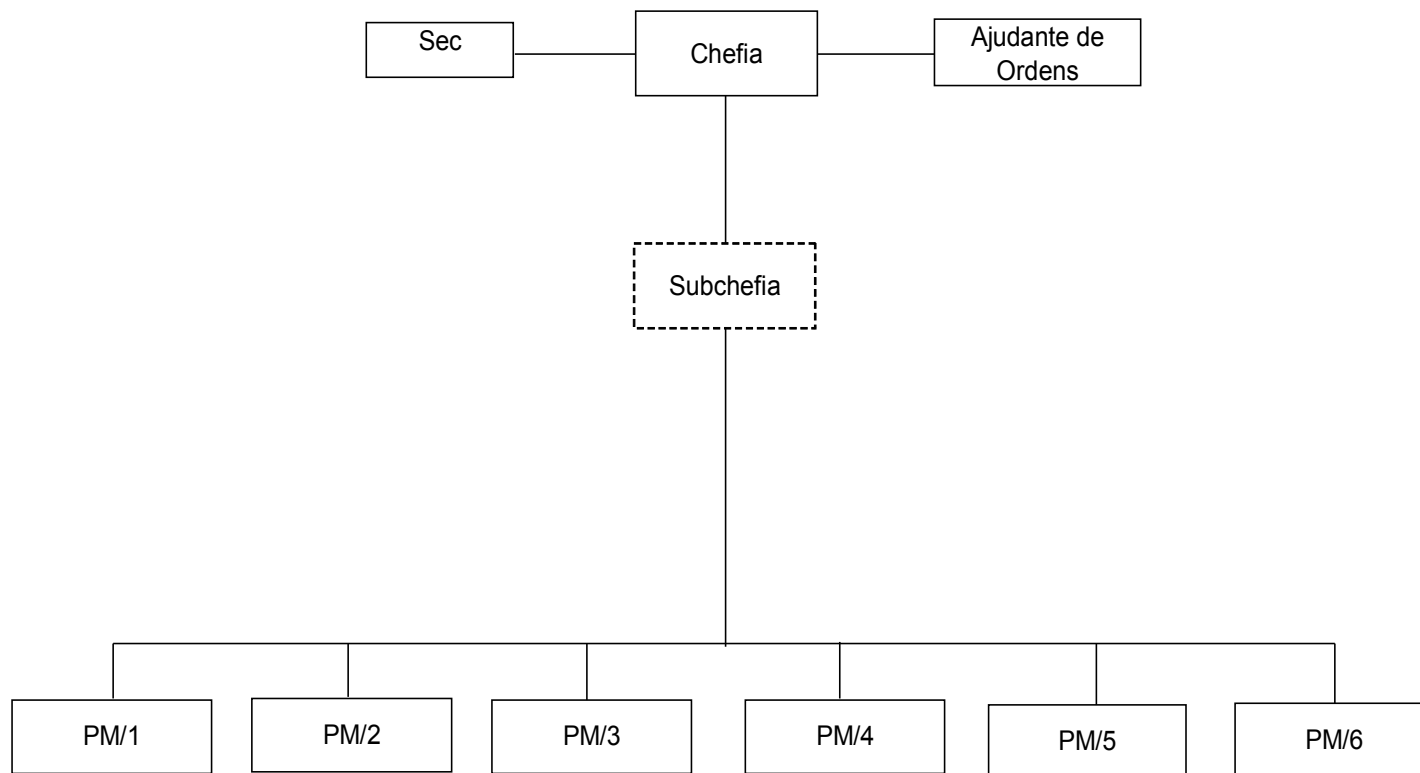 Sec
Chefia
Ajudante de
Ordens
Subchefia
PM/1
PM/2
PM/3
PM/4
PM/5
PM/6